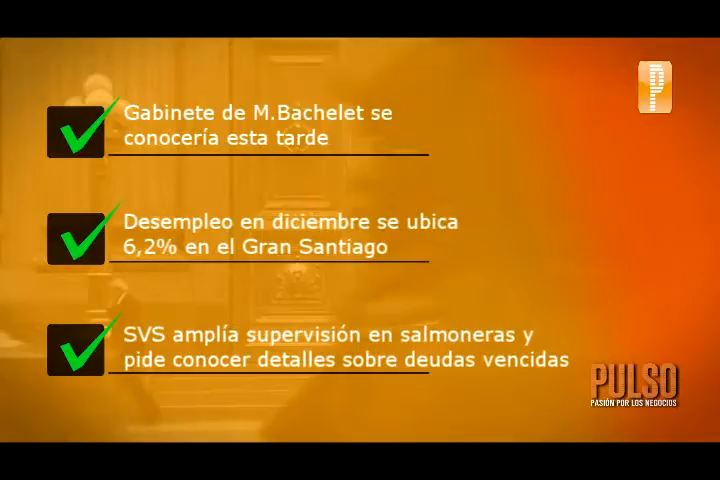 Gabinete de M.Bachelet se
conocería esta tarde
Desempleo en diciembre se ubica
6,2% en el Gran Santiago
SVS amplía supervisión en salmoneras y
pide conocer detalles sobre deudas vencidas
P
PULSO
PASIÓN POR LOS NEGOCIOS